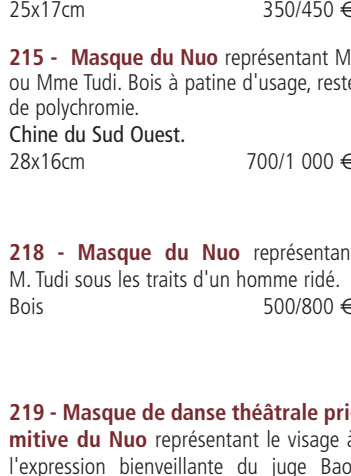 25x17cm 350/450 €
215 - Masque du Nuo représentant M.
ou Mme Tudi. Bois à patine d'usage, reste
de polychromie.
Chine du Sud Ouest.
28x16cm 700/1 000 €
218 - Masque du Nuo représentan
M. Tudi sous les traits d'un homme ridé.
Bois 500/800 €
219 - Masque de danse théâtrale pri-
mitive du Nuo représentant le visage à
l'expression bienveillante du juge Bao